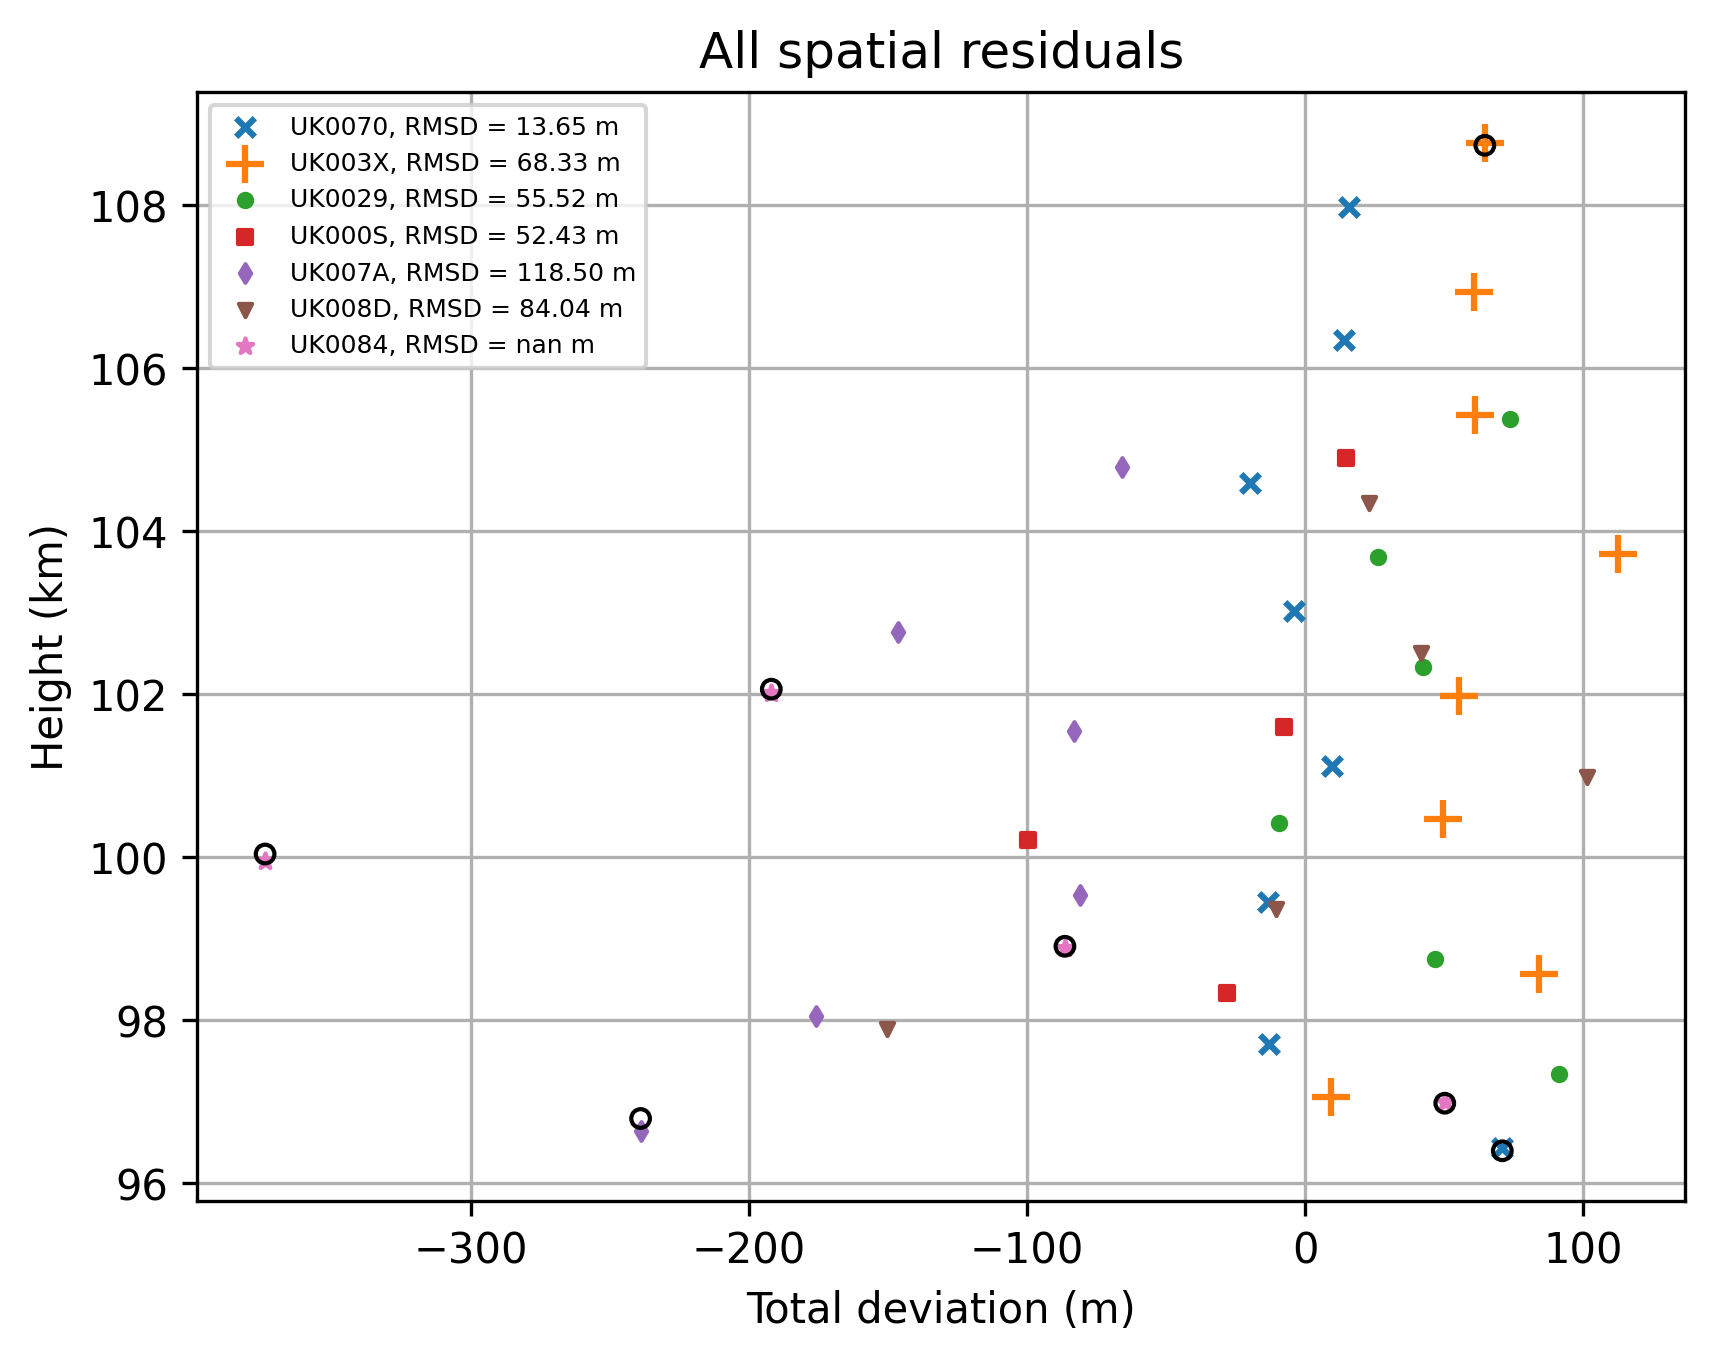 All spatial residuals
UK0070, RMSD = 13.65 m
UK003X, RMSD = 68.33 m
UK0029, RMSD = 55.52 m
UK000S, RMSD = 52.43 m
UK007A, RMSD = 118.50 m
UK008D, RMSD = 84.04 m
UK0084, RMSD = nan m
Height (km)
108
106
104
102
100
98
96
−300 −200 −100 0 100
Total deviation (m)